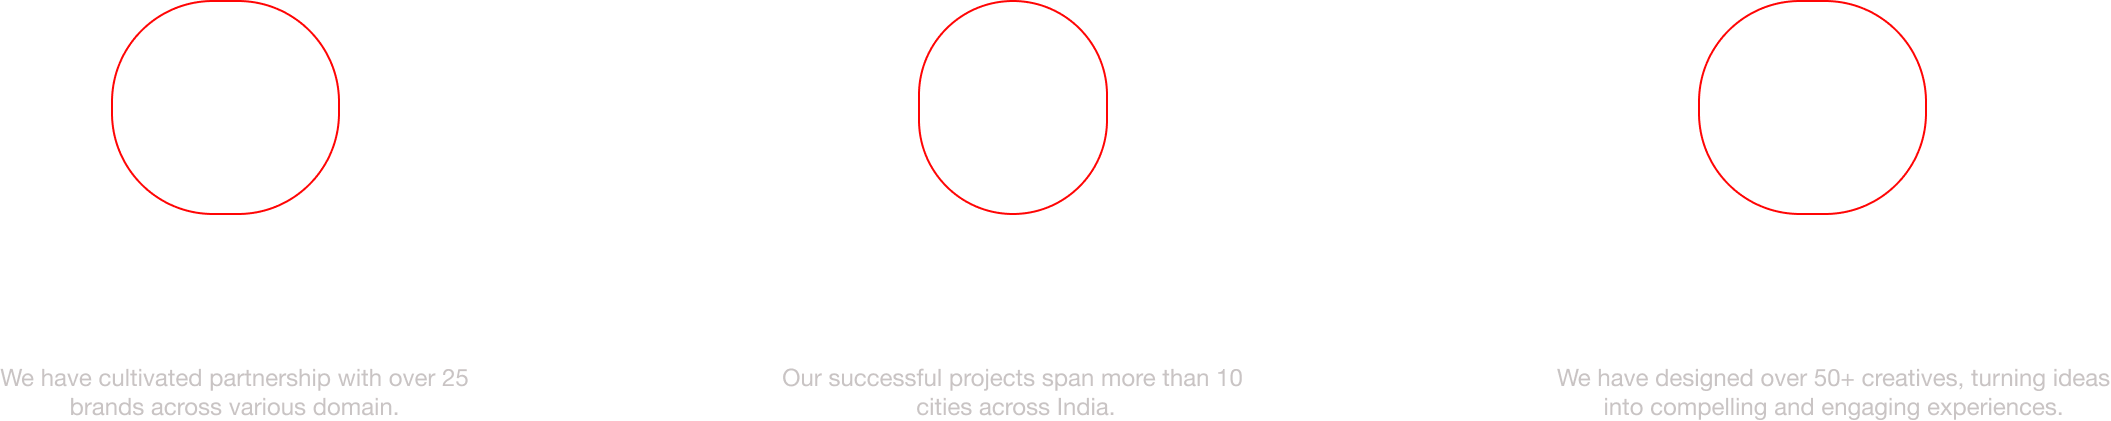 We have cultivated partnership with over 25
brands across various domain.
Our successful projects span more than 10
cities across India.
We have designed over 50+ creatives, turning ideas
into compelling and engaging experiences.